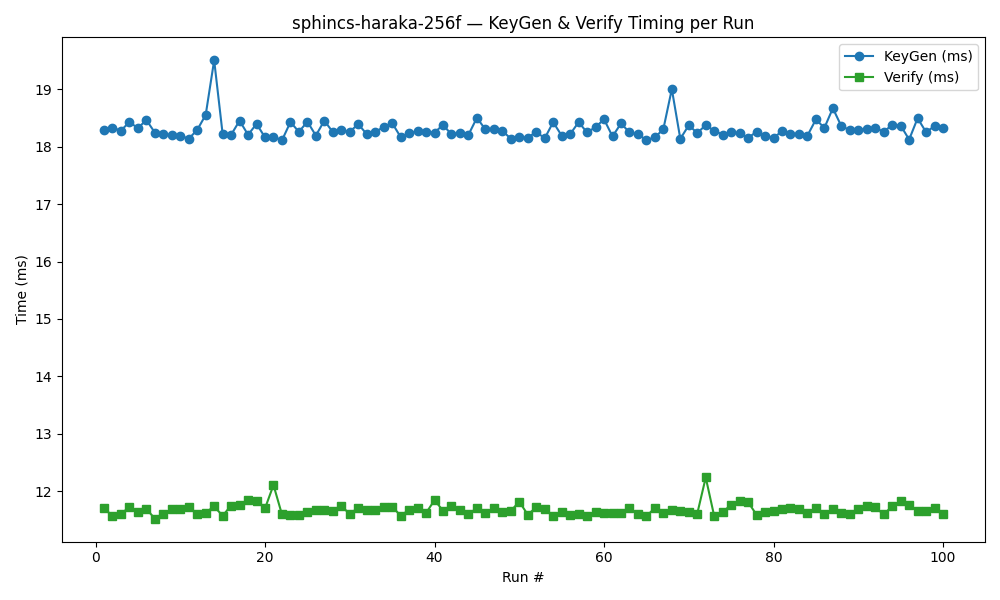 sphincs-haraka-256f — KeyGen & Verify Timing per Run
KeyGen (ms)
Verify (ms)
Time (ms)
19
18
17
16
15
14
13
12
0
20
40
60
80
100
Run #